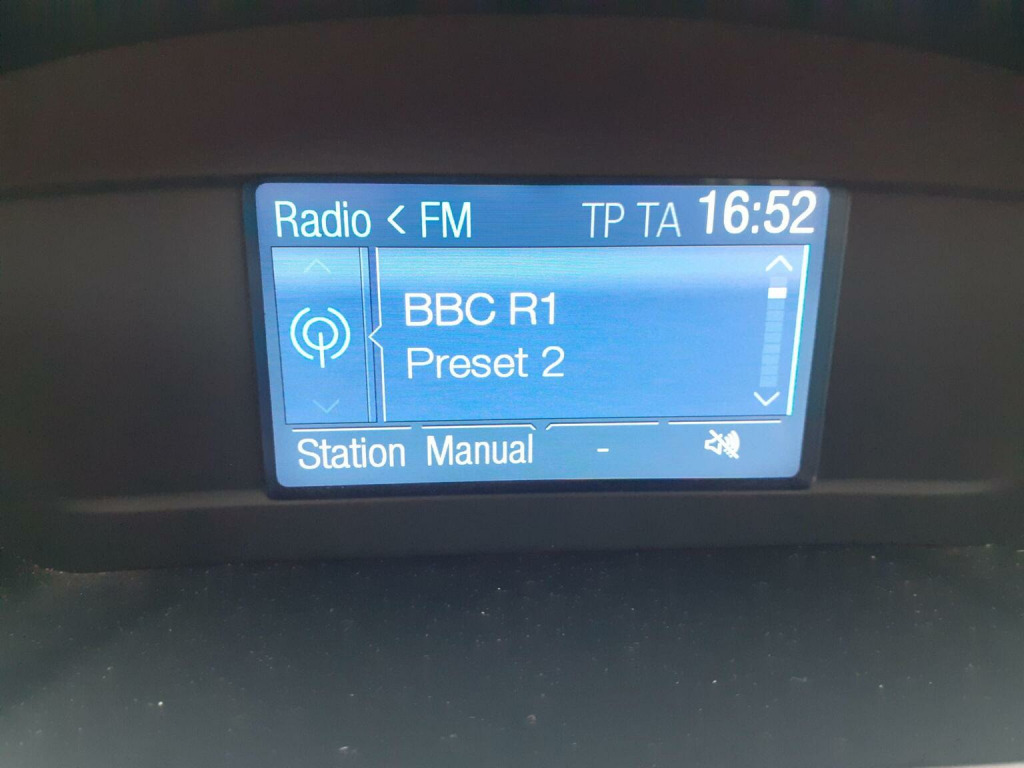 Radio < FM TP TA 16:52
BBC R1
Preset 2
Station Manual -